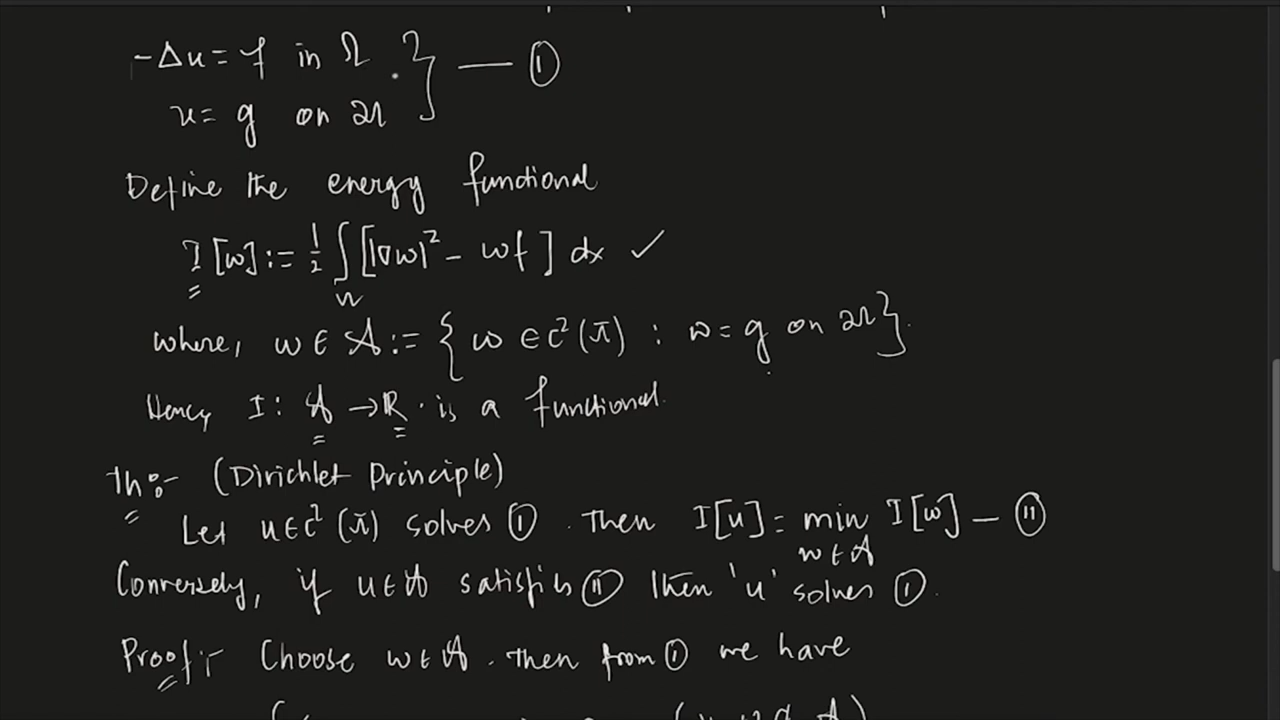 -Δu = f in Ω } — ①
u = g on ∂Ω
Define the energy functional
I[w] := 1/2 ∫_Ω [|∇w|² - wf] dx ✓
where, w ∈ A := { w ∈ C²(Ω̄) : w = g on ∂Ω }.
Hence, I : A → R. is a functional.
Th:- (Dirichlet Principle)
Let u ∈ C²(Ω̄) solves ①. Then I[u] = min_{w ∈ A} I[w] — ②
Conversely, if u ∈ A satisfies ② then 'u' solves ①.
Proof:- Choose w ∈ A. Then from ① we have